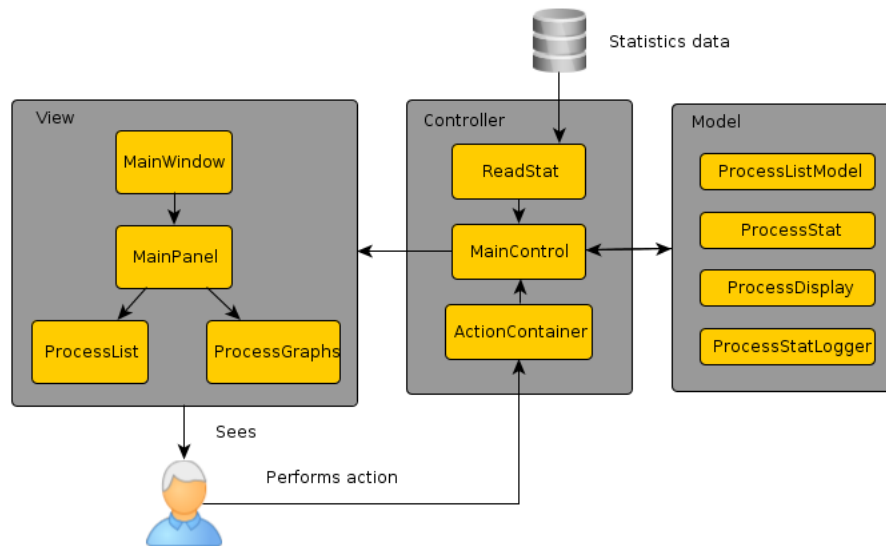 Statistics data
View
MainWindow
MainPanel
ProcessList
ProcessGraphs
Controller
ReadStat
MainControl
ActionContainer
Model
ProcessListModel
ProcessStat
ProcessDisplay
ProcessStatLogger
Sees
Performs action